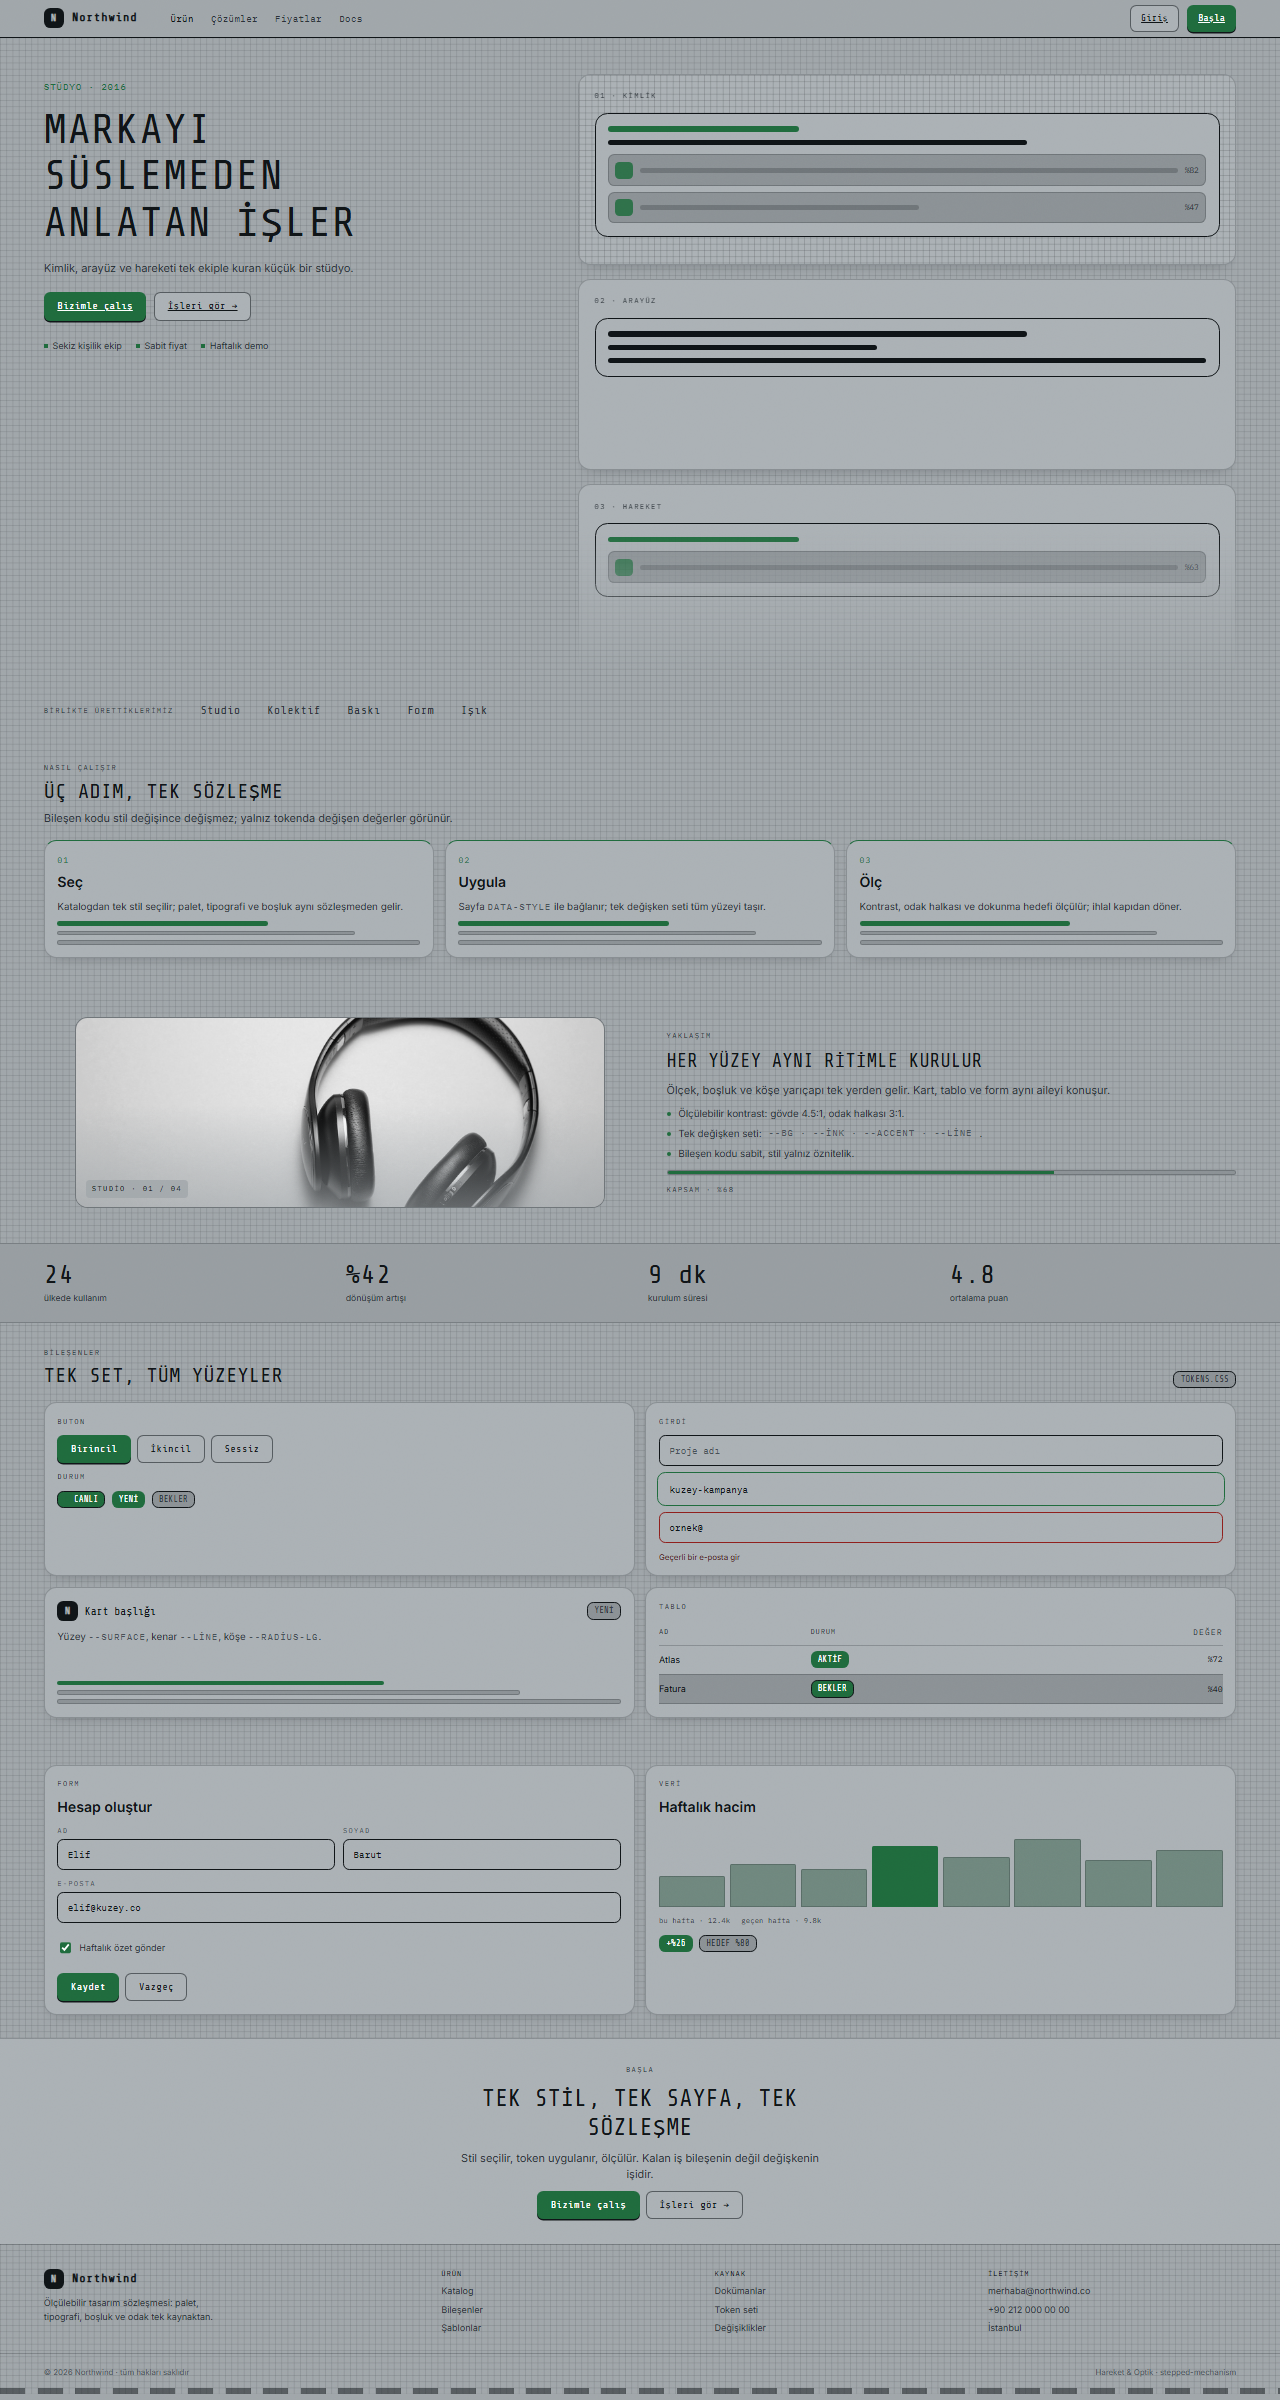 N Northwind Ürün Çözümler Fiyatlar Docs Giriş Başla
STÜDYO · 2016
MARKAYI
SÜSLEMEDEN
ANLATAN İŞLER
Kimlik, arayüz ve hareketi tek ekiple kuran küçük bir stüdyo.
Bizimle çalış İşleri gör →
Sekiz kişilik ekip Sabit fiyat Haftalık demo
01 · KİMLİK
%82
%47
02 · ARAYÜZ
03 · HAREKET
%63
BİRLİKTE ÜRETTİKLERİMİZ Studio Kolektif Baskı Form Işık
NASIL ÇALIŞIR
ÜÇ ADIM, TEK SÖZLEŞME
Bileşen kodu stil değişince değişmez; yalnız tokenda değişen değerler görünür.
01
Seç
Katalogdan tek stil seçilir; palet, tipografi ve boşluk aynı sözleşmeden gelir.
02
Uygula
Sayfa DATA-STYLE ile bağlanır; tek değişken seti tüm yüzeyi taşır.
03
Ölç
Kontrast, odak halkası ve dokunma hedefi ölçülür; ihlal kapıdan döner.
STUDİO · 01 / 04
YAKLAŞIM
HER YÜZEY AYNI RİTİMLE KURULUR
Ölçek, boşluk ve köşe yarıçapı tek yerden gelir. Kart, tablo ve form aynı aileyi konuşur.
Ölçülebilir kontrast: gövde 4.5:1, odak halkası 3:1.
Tek değişken seti: --BG · --İNK · --ACCENT · --LİNE .
Bileşen kodu sabit, stil yalnız öznitelik.
KAPSAM · %68
24
ülkede kullanım
%42
dönüşüm artışı
9 dk
kurulum süresi
4.8
ortalama puan
BİLEŞENLER
TEK SET, TÜM YÜZEYLER
TOKENS.CSS
BUTON
Birincil İkincil Sessiz
DURUM
CANLI YENİ BEKLER
GİRDİ
Proje adı
kuzey-kampanya
ornek@
Geçerli bir e-posta gir
N Kart başlığı YENİ
Yüzey --SURFACE, kenar --LİNE, köşe --RADİUS-LG.
TABLO
AD DURUM DEĞER
Atlas AKTİF %72
Fatura BEKLER %40
FORM
Hesap oluştur
AD SOYAD
Elif Barut
E-POSTA
elif@kuzey.co
Haftalık özet gönder
Kaydet Vazgeç
VERİ
Haftalık hacim
bu hafta · 12.4k geçen hafta · 9.8k
+%26 HEDEF %80
BAŞLA
TEK STİL, TEK SAYFA, TEK
SÖZLEŞME
Stil seçilir, token uygulanır, ölçülür. Kalan iş bileşenin değil değişkenin
işidir.
Bizimle çalış İşleri gör →
N Northwind
Ölçülebilir tasarım sözleşmesi: palet,
tipografi, boşluk ve odak tek kaynaktan.
ÜRÜN
Katalog
Bileşenler
Şablonlar
KAYNAK
Dokümanlar
Token seti
Değişiklikler
İLETİŞİM
merhaba@northwind.co
+90 212 000 00 00
İstanbul
© 2026 Northwind · tüm hakları saklıdır
Hareket & Optik · stepped-mechanism